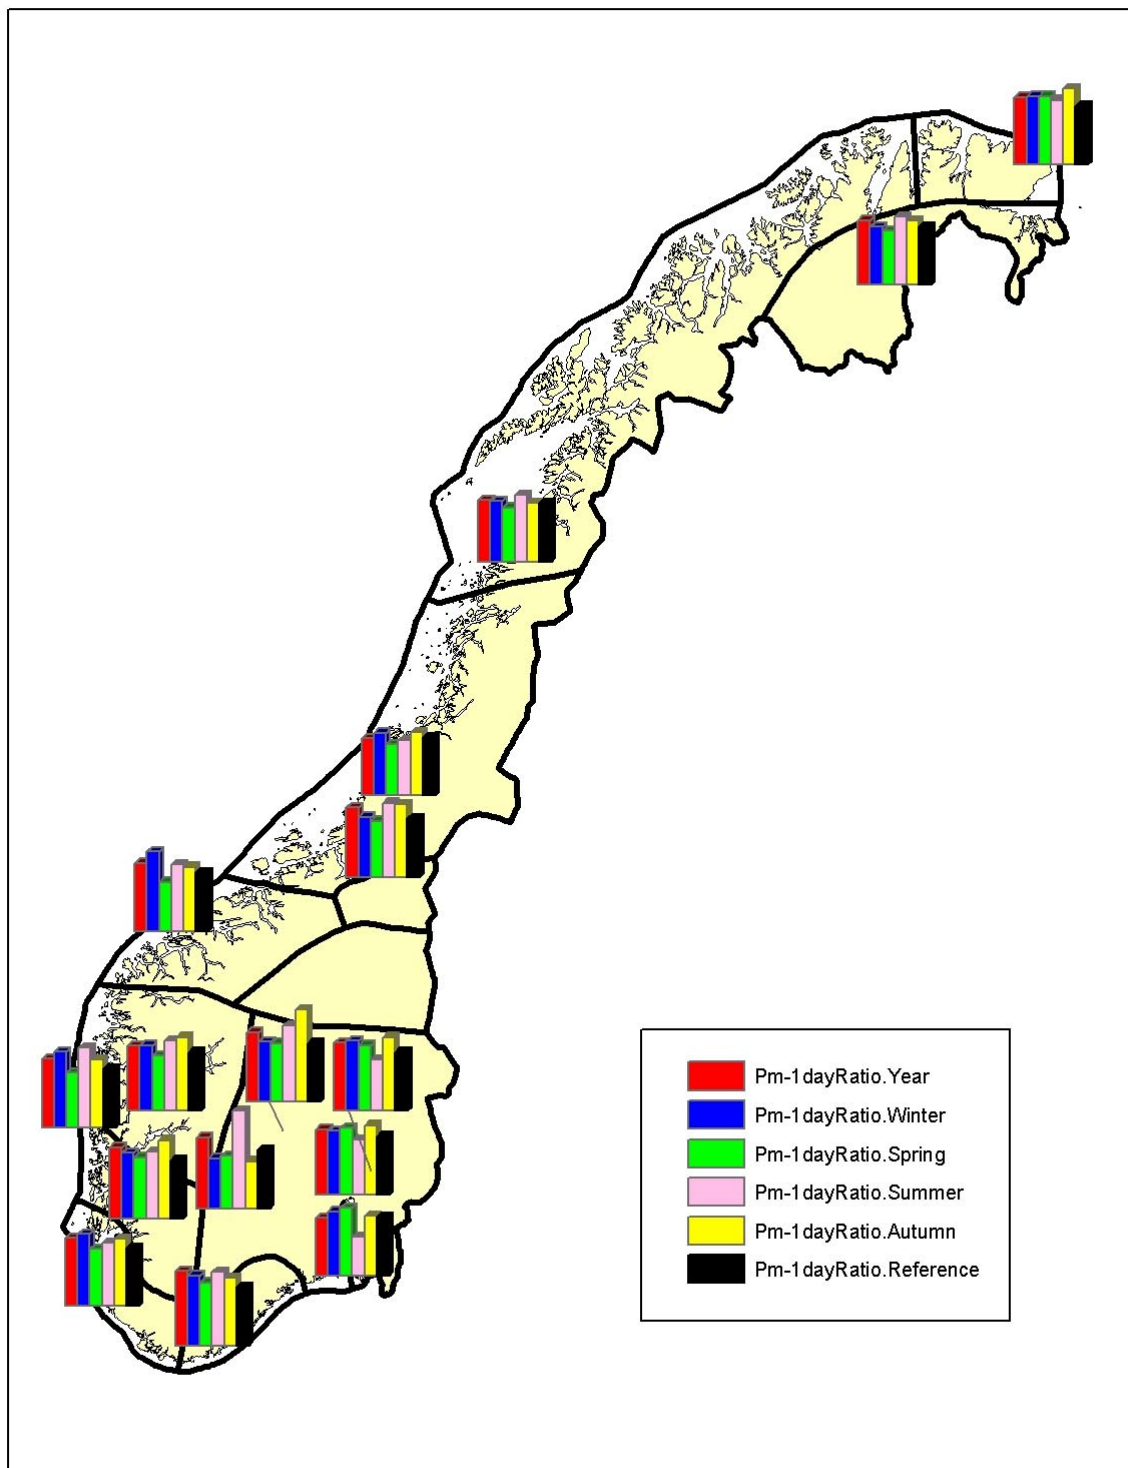 Pm-1dayRatio.Year
Pm-1dayRatio.Winter
Pm-1dayRatio.Spring
Pm-1dayRatio.Summer
Pm-1dayRatio.Autumn
Pm-1dayRatio.Reference